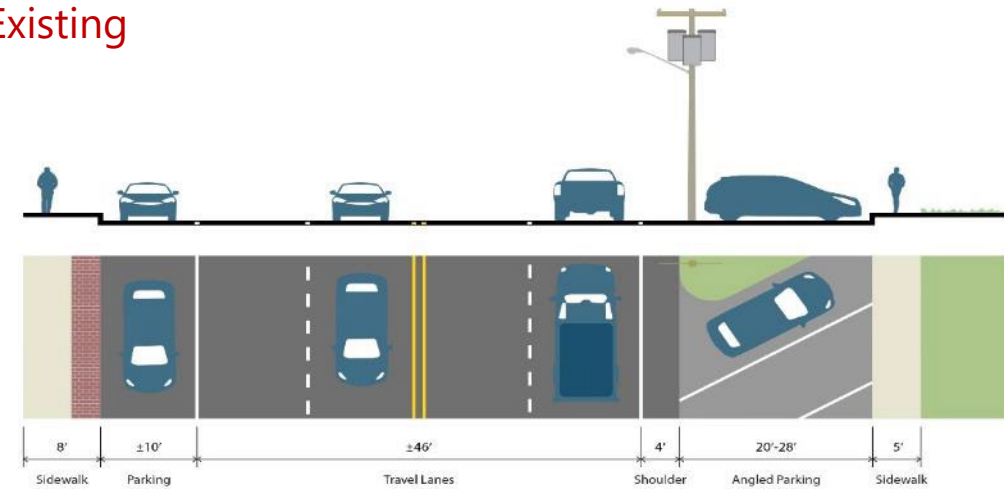 Existing
8' ±10' ±46' 4' 20'-28' 5'
Sidewalk Parking Travel Lanes Shoulder Angled Parking Sidewalk